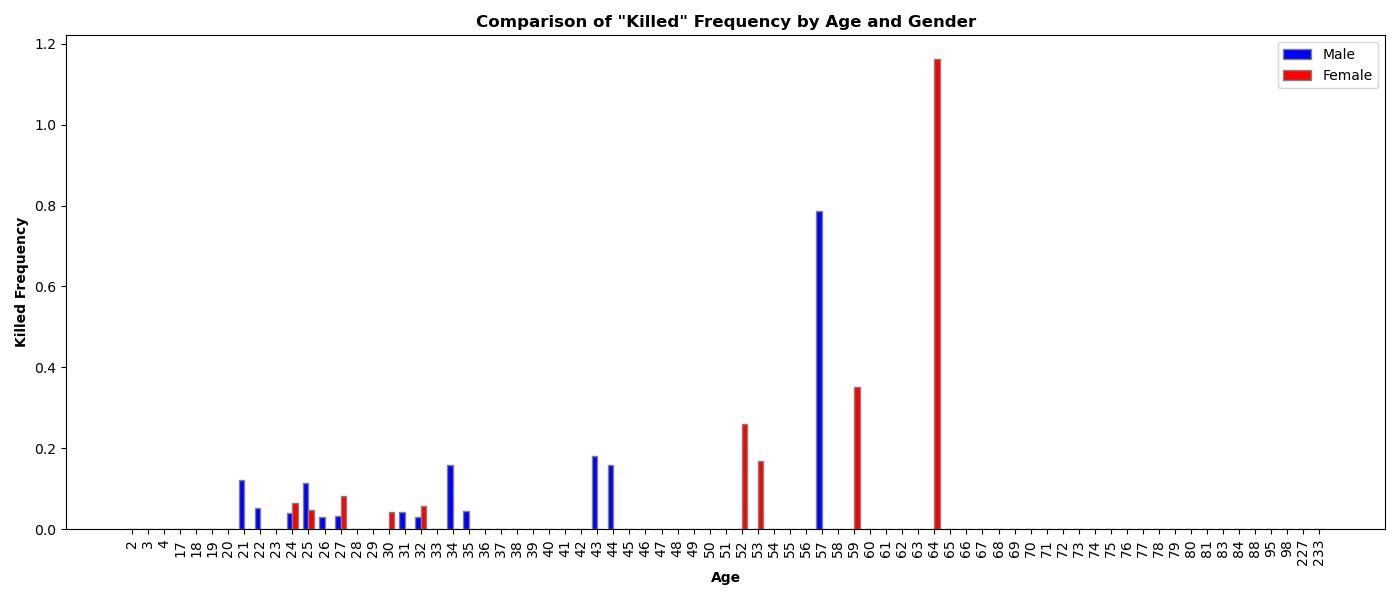 Comparison of "Killed" Frequency by Age and Gender
Male
Female
Killed Frequency
1.2
1.0
0.8
0.6
0.4
0.2
0.0
2 3 4 17 18 19 20 21 22 23 24 25 26 27 28 29 30 31 32 33 34 35 36 37 38 39 40 41 42 43 44 45 46 47 48 49 50 51 52 53 54 55 56 57 58 59 60 61 62 63 64 65 66 67 68 69 70 71 72 73 74 75 76 77 78 79 80 81 83 84 88 95 98 227 233
Age